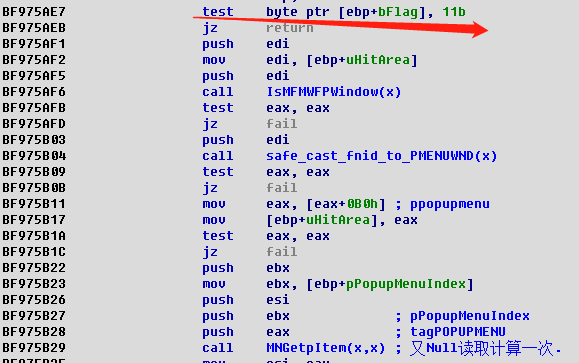 BF975AE7 test byte ptr [ebp+bFlag], 11b
BF975AEB jz return
BF975AF1 push edi
BF975AF2 mov edi, [ebp+uHitArea]
BF975AF5 push edi
BF975AF6 call IsMFMWFPWindow(x)
BF975AFB test eax, eax
BF975AFD jz fail
BF975B03 push edi
BF975B04 call safe_cast_fnid_to_PMENUWND(x)
BF975B09 test eax, eax
BF975B0B jz fail
BF975B11 mov eax, [eax+0B0h] ; ppopupmenu
BF975B17 mov [ebp+uHitArea], eax
BF975B1A test eax, eax
BF975B1C jz fail
BF975B22 push ebx
BF975B23 mov ebx, [ebp+pPopupMenuIndex]
BF975B26 push esi
BF975B27 push ebx ; pPopupMenuIndex
BF975B28 push eax ; tagPOPUPMENU
BF975B29 call MNGetpItem(x,x) ; 又Null读取计算一次.